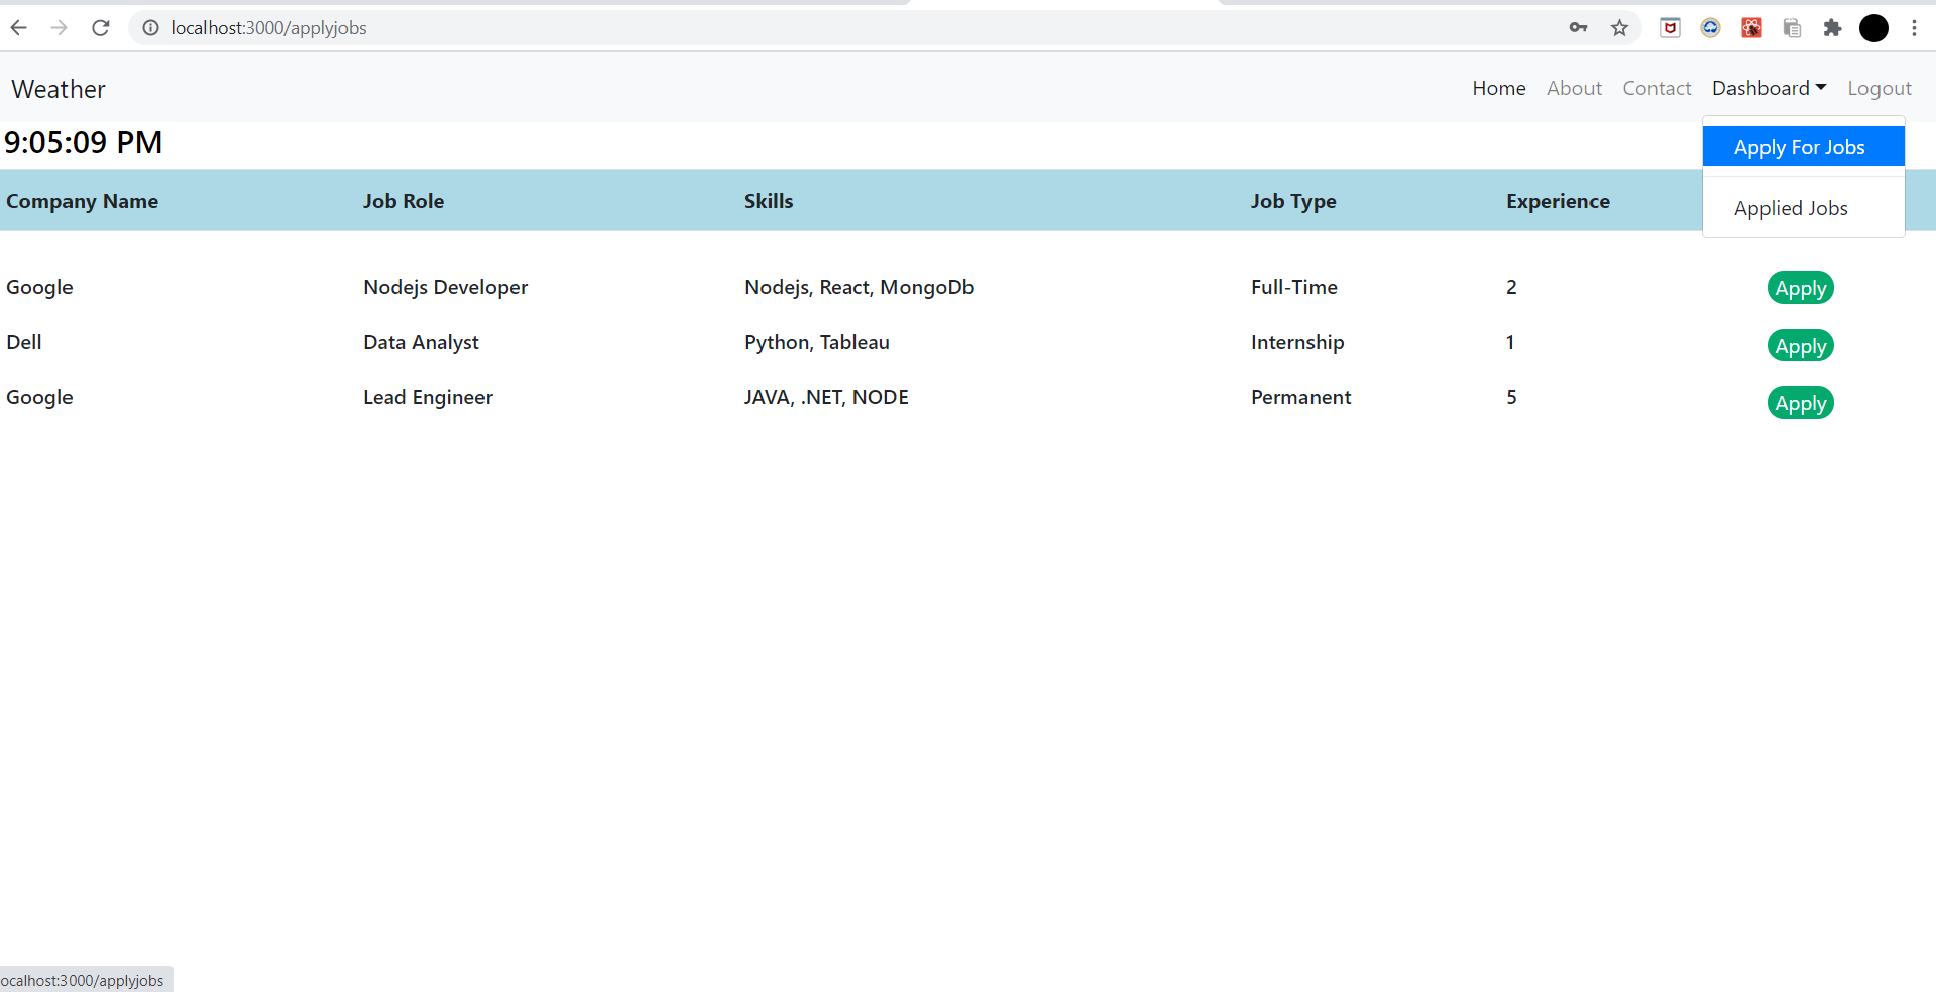 localhost:3000/applyjobs
Weather
Home About Contact Dashboard Logout
9:05:09 PM
Apply For Jobs
Applied Jobs
Company Name Job Role Skills Job Type Experience
Google Nodejs Developer Nodejs, React, MongoDb Full-Time 2 Apply
Dell Data Analyst Python, Tableau Internship 1 Apply
Google Lead Engineer JAVA, .NET, NODE Permanent 5 Apply
ocalhost:3000/applyjobs